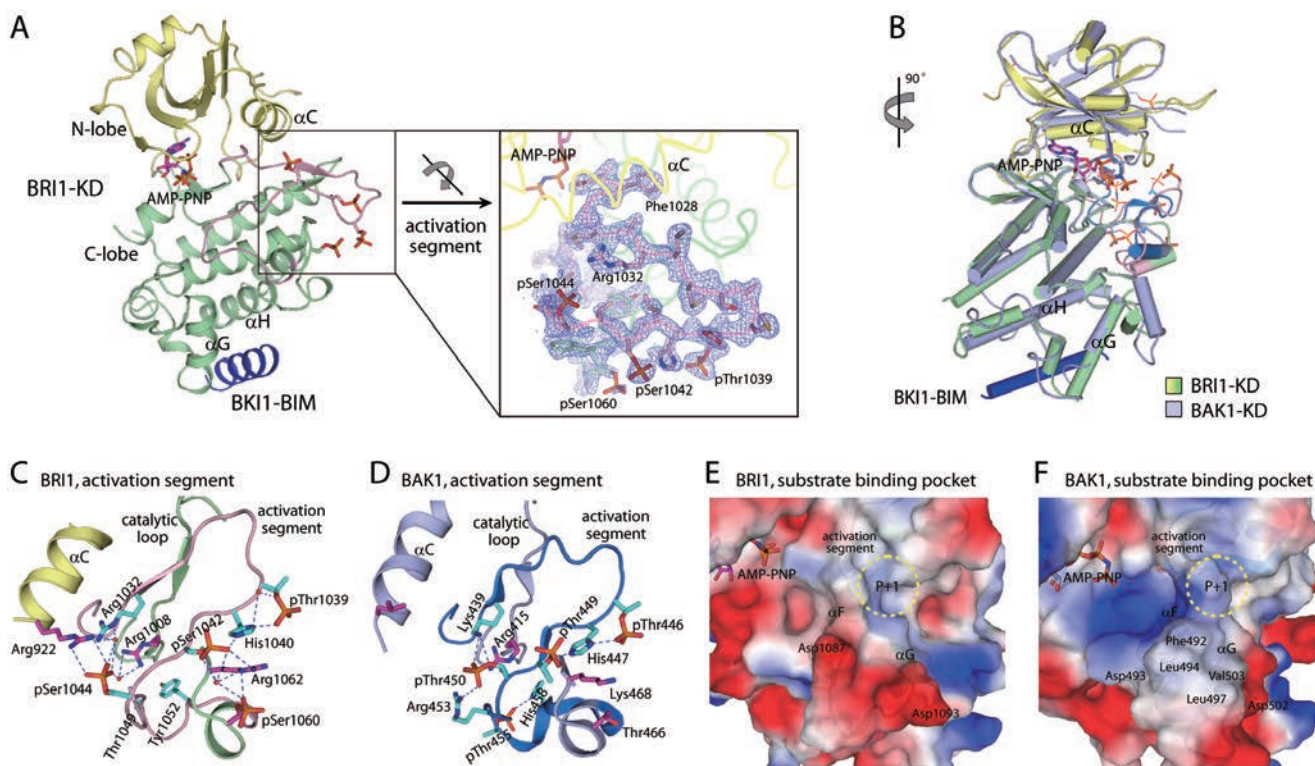 A
N-lobe
αC
BRI1-KD
AMP-PNP
C-lobe
αH
αG
BKI1-BIM
activation
segment
AMP-PNP
αC
Phe1028
Arg1032
pSer1044
pThr1039
pSer1042
pSer1060
B
90°
αC
AMP-PNP
αH
αG
BKI1-BIM
BRI1-KD
BAK1-KD
C BRI1, activation segment
catalytic
loop
activation
segment
αC
Arg1032
Arg1008
pSer1042
pThr1039
His1040
Arg922
Arg1062
pSer1044
pSer1060
Thr1049
Tyr1052
D BAK1, activation segment
catalytic
loop
activation
segment
αC
Lys439
Arg415
pThr449
pThr446
His447
pThr450
Lys468
Arg453
His458
pThr455
Thr466
E BRI1, substrate binding pocket
activation
segment
AMP-PNP
P+1
αF
Asp1087
αG
Asp1093
F BAK1, substrate binding pocket
activation
segment
AMP-PNP
P+1
αF
Phe492
αG
Asp493
Leu494
Val503
Leu497
Asp502